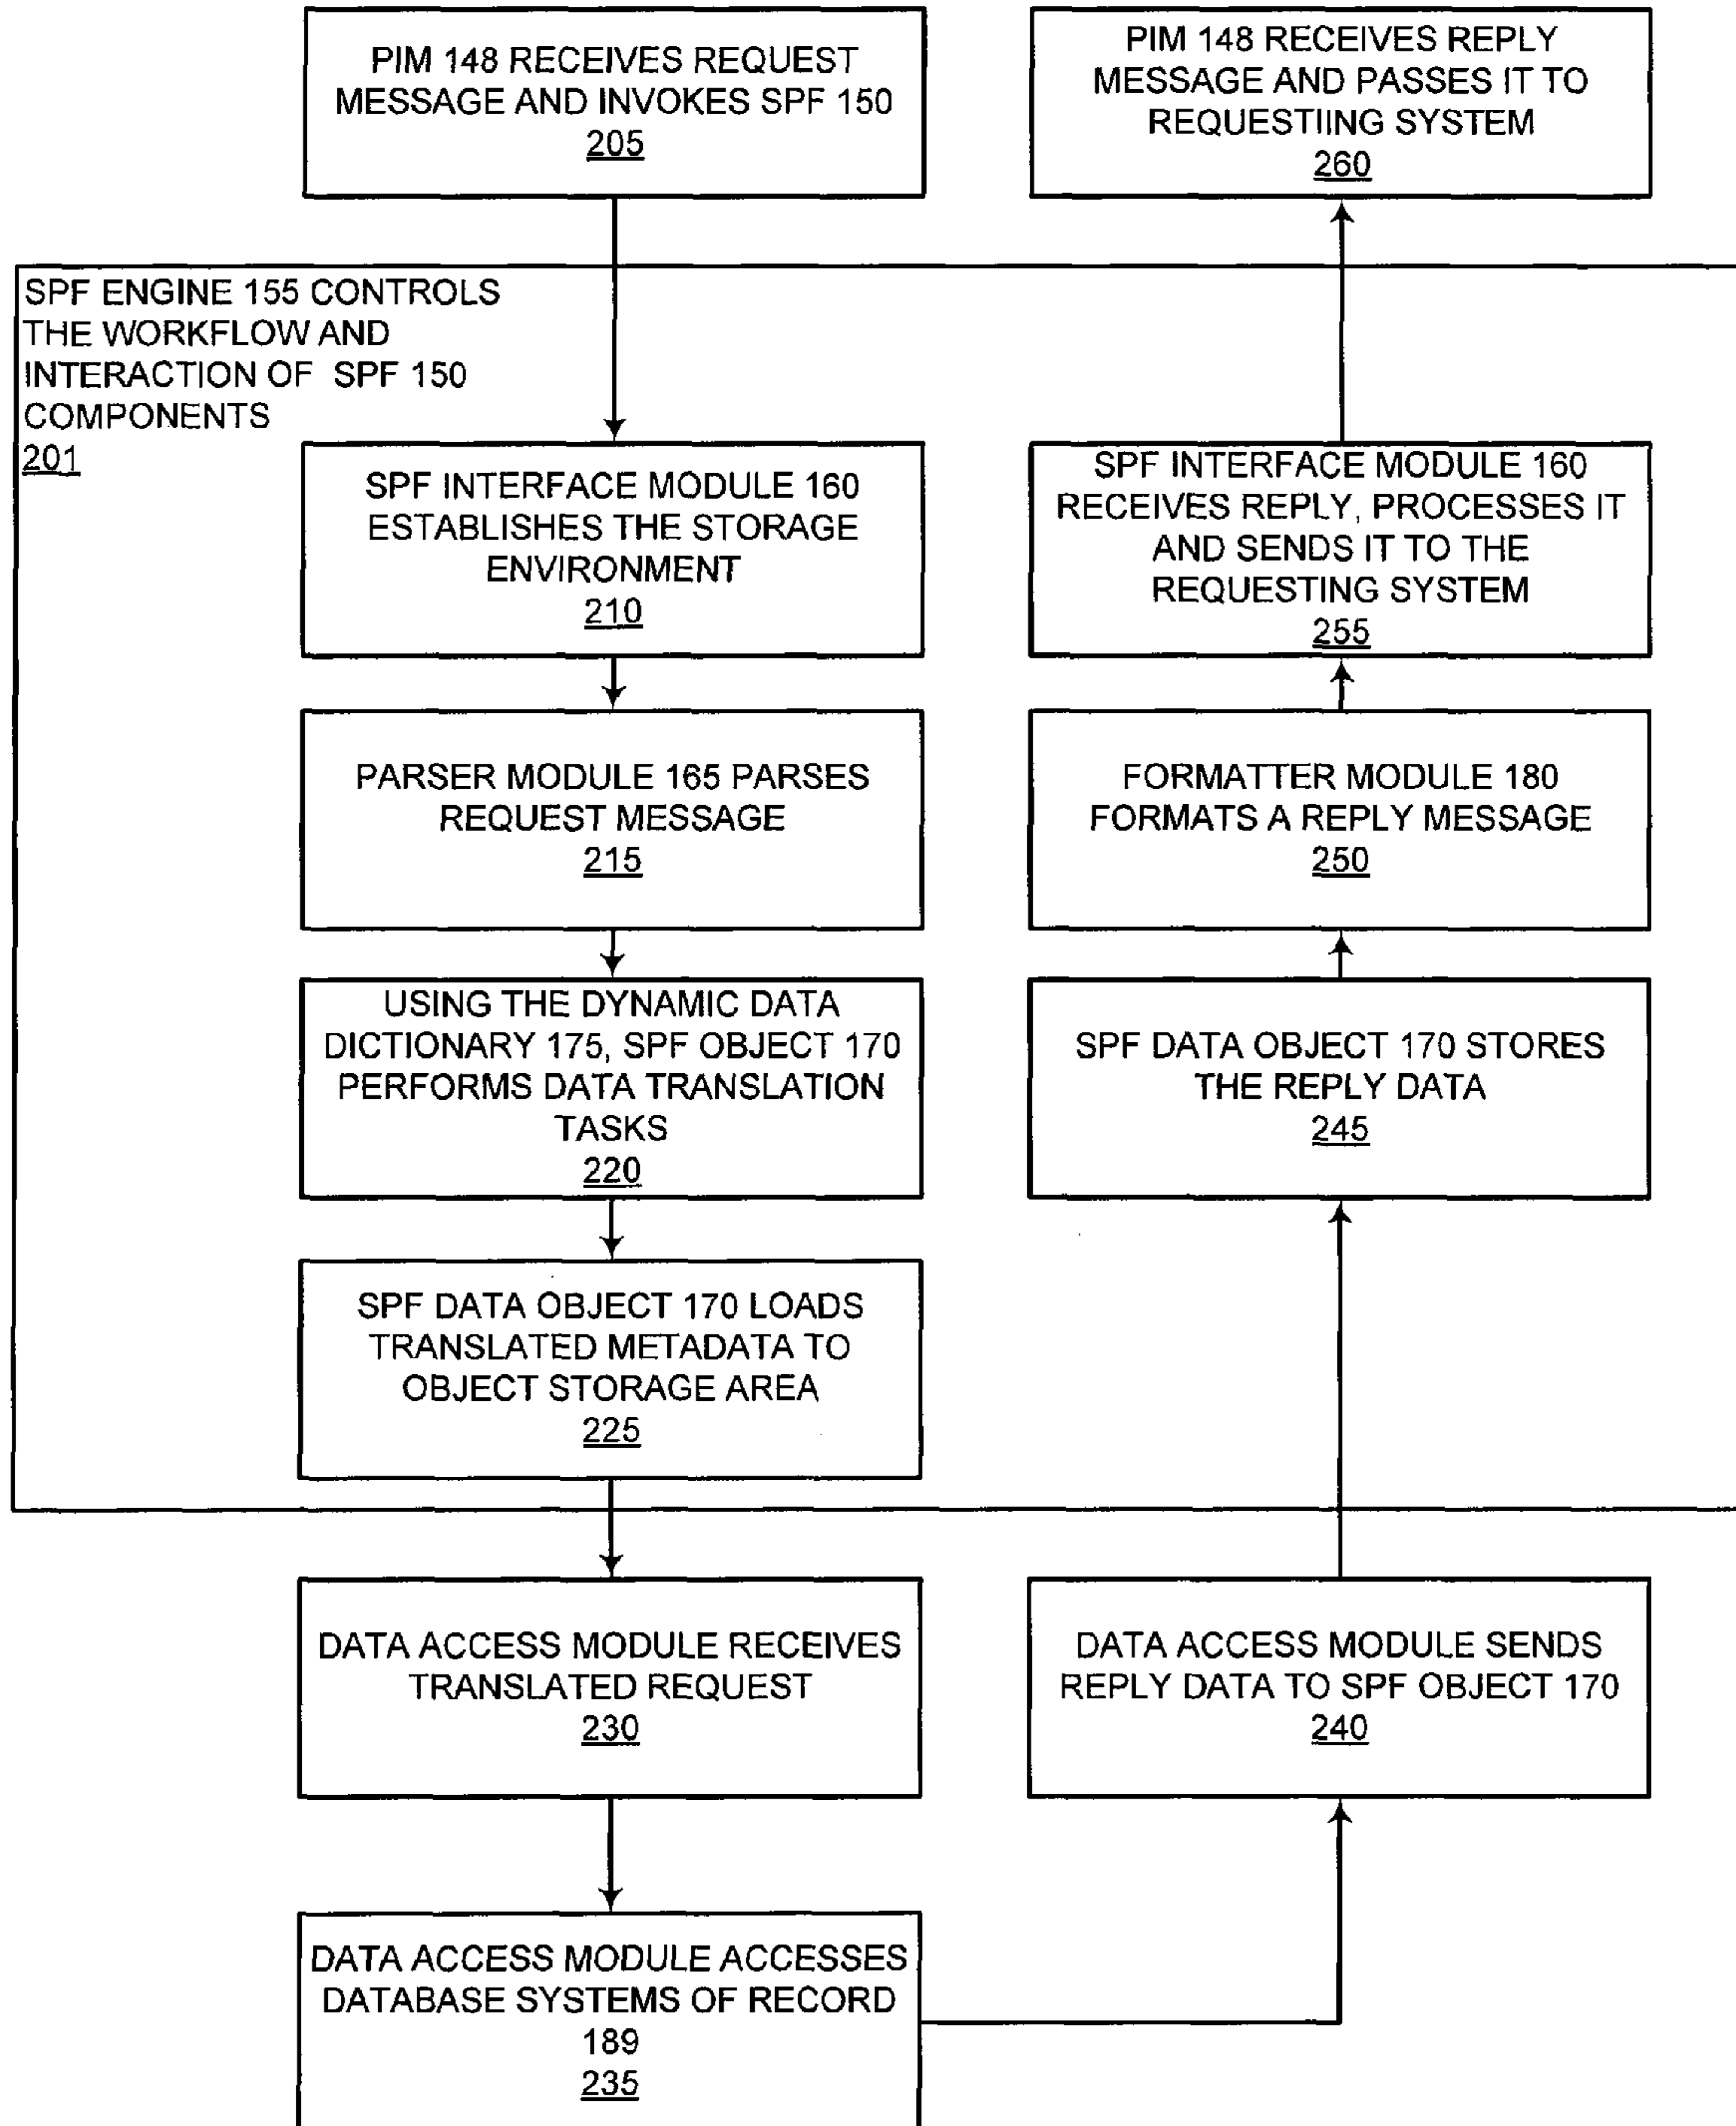 PIM 148 RECEIVES REQUEST
MESSAGE AND INVOKES SPF 150
205
PIM 148 RECEIVES REPLY
MESSAGE AND PASSES IT TO
REQUESTIING SYSTEM
260
SPF ENGINE 155 CONTROLS
THE WORKFLOW AND
INTERACTION OF SPF 150
COMPONENTS
201
SPF INTERFACE MODULE 160
ESTABLISHES THE STORAGE
ENVIRONMENT
210
SPF INTERFACE MODULE 160
RECEIVES REPLY, PROCESSES IT
AND SENDS IT TO THE
REQUESTING SYSTEM
255
PARSER MODULE 165 PARSES
REQUEST MESSAGE
215
FORMATTER MODULE 180
FORMATS A REPLY MESSAGE
250
USING THE DYNAMIC DATA
DICTIONARY 175, SPF OBJECT 170
PERFORMS DATA TRANSLATION
TASKS
220
SPF DATA OBJECT 170 STORES
THE REPLY DATA
245
SPF DATA OBJECT 170 LOADS
TRANSLATED METADATA TO
OBJECT STORAGE AREA
225
DATA ACCESS MODULE RECEIVES
TRANSLATED REQUEST
230
DATA ACCESS MODULE SENDS
REPLY DATA TO SPF OBJECT 170
240
DATA ACCESS MODULE ACCESSES
DATABASE SYSTEMS OF RECORD
189
235